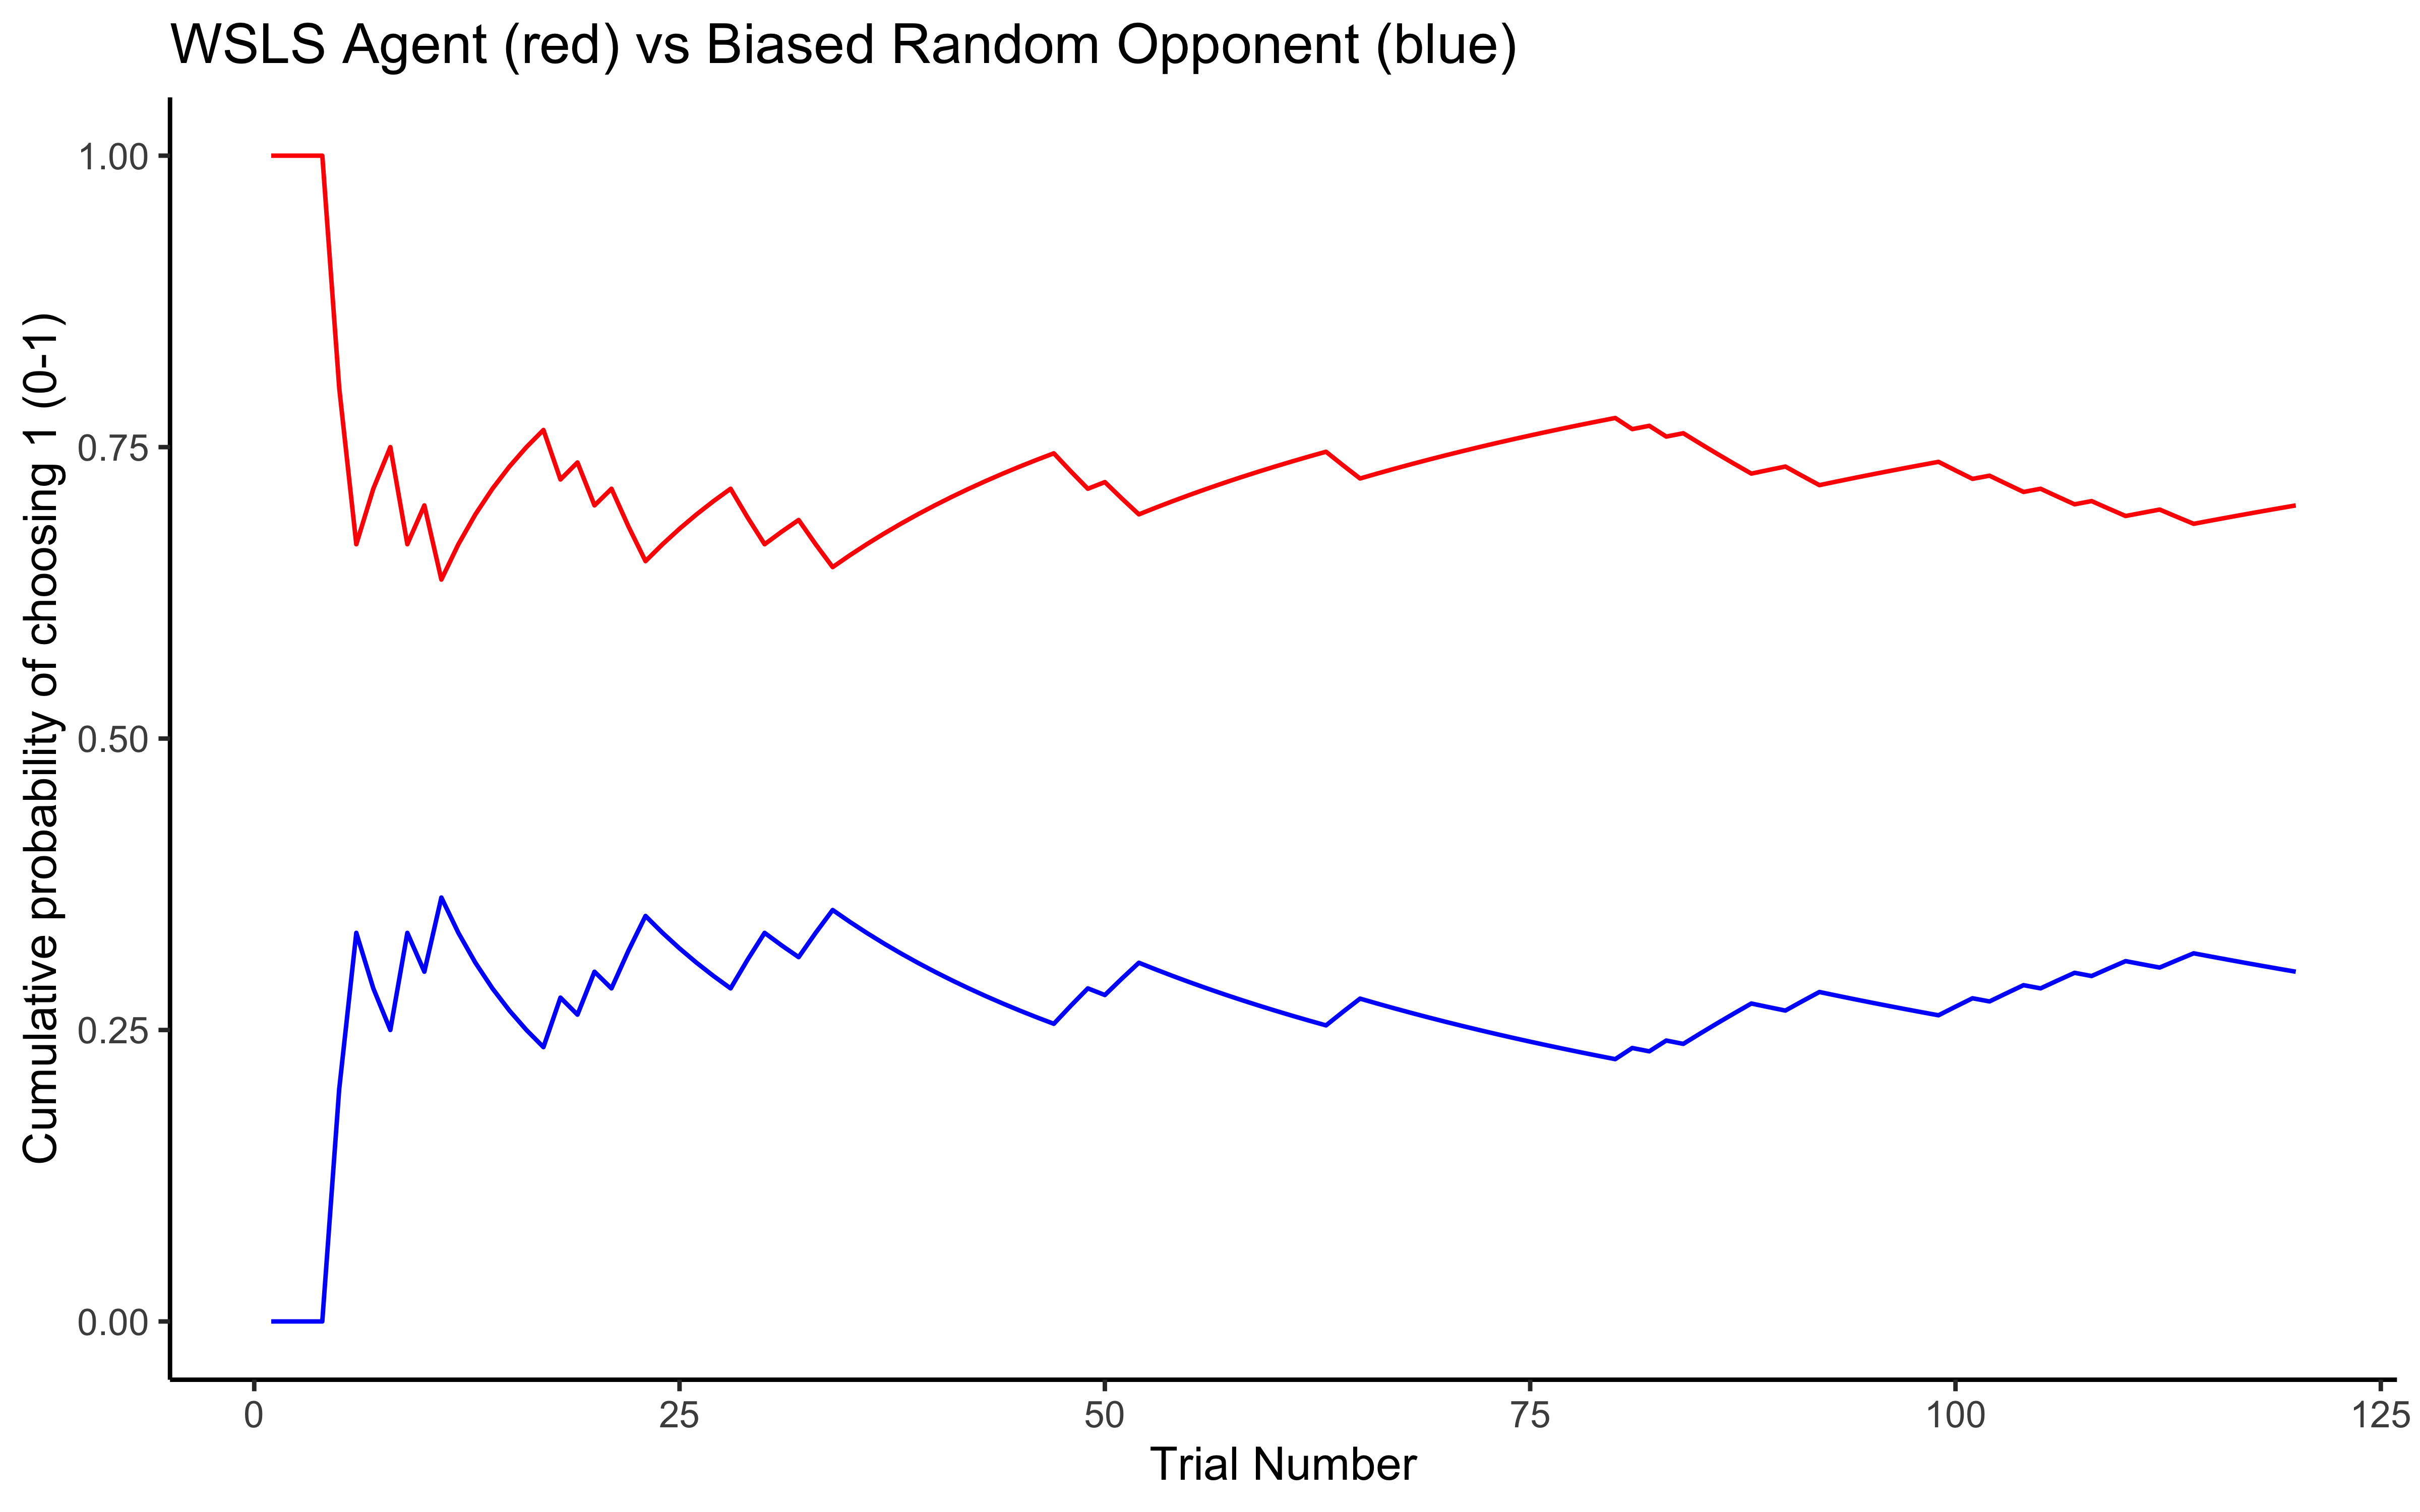 WSLS Agent (red) vs Biased Random Opponent (blue)
Cumulative probability of choosing 1 (0-1)
1.00
0.75
0.50
0.25
0.00
0 25 50 75 100 125
Trial Number